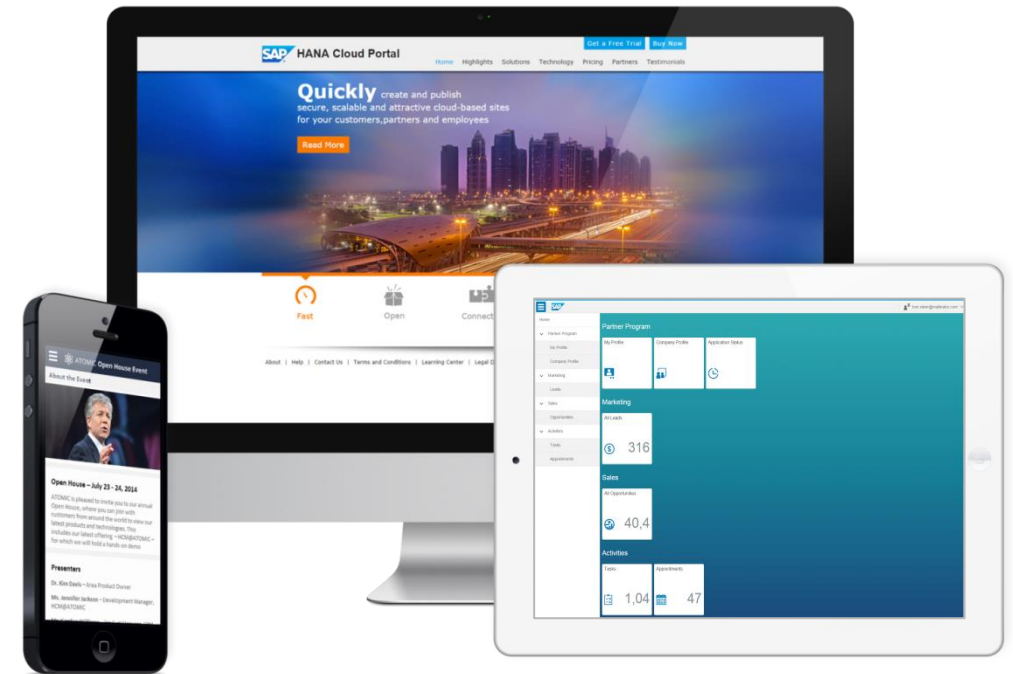 SAP HANA Cloud Portal
Get a Free Trial Buy Now
Home Highlights Solutions Technology Pricing Partners Testimonials
Quickly create and publish
secure, scalable and attractive cloud-based sites
for your customers,partners and employees
Read More
Fast Open Connect
About | Help | Contact Us | Terms and Conditions | Learning Center | Legal D
ATOMIC Open House Event
About the Event
Open House – July 23 - 24, 2014
ATOMIC is pleased to invite you to our annual
Open House, where you can join with
customers from around the world to view our
latest products and technologies. This
includes our latest offering – HCM@ATOMIC –
for which we will hold a hands on demo
Presenters
Dr. Kim Davis – Area Product Owner
Ms. Jennifer Jackson – Development Manager,
HCM@ATOMIC
SAP
Home
Partner Program
My Profile
Company Profile
Marketing
Leads
Sales
Opportunities
Activities
Tasks
Appointments
Partner Program
My Profile Company Profile Application Status
Marketing
All Leads
316
Sales
All Opportunities
40,4
Activities
Tasks Appointments
1,04 47